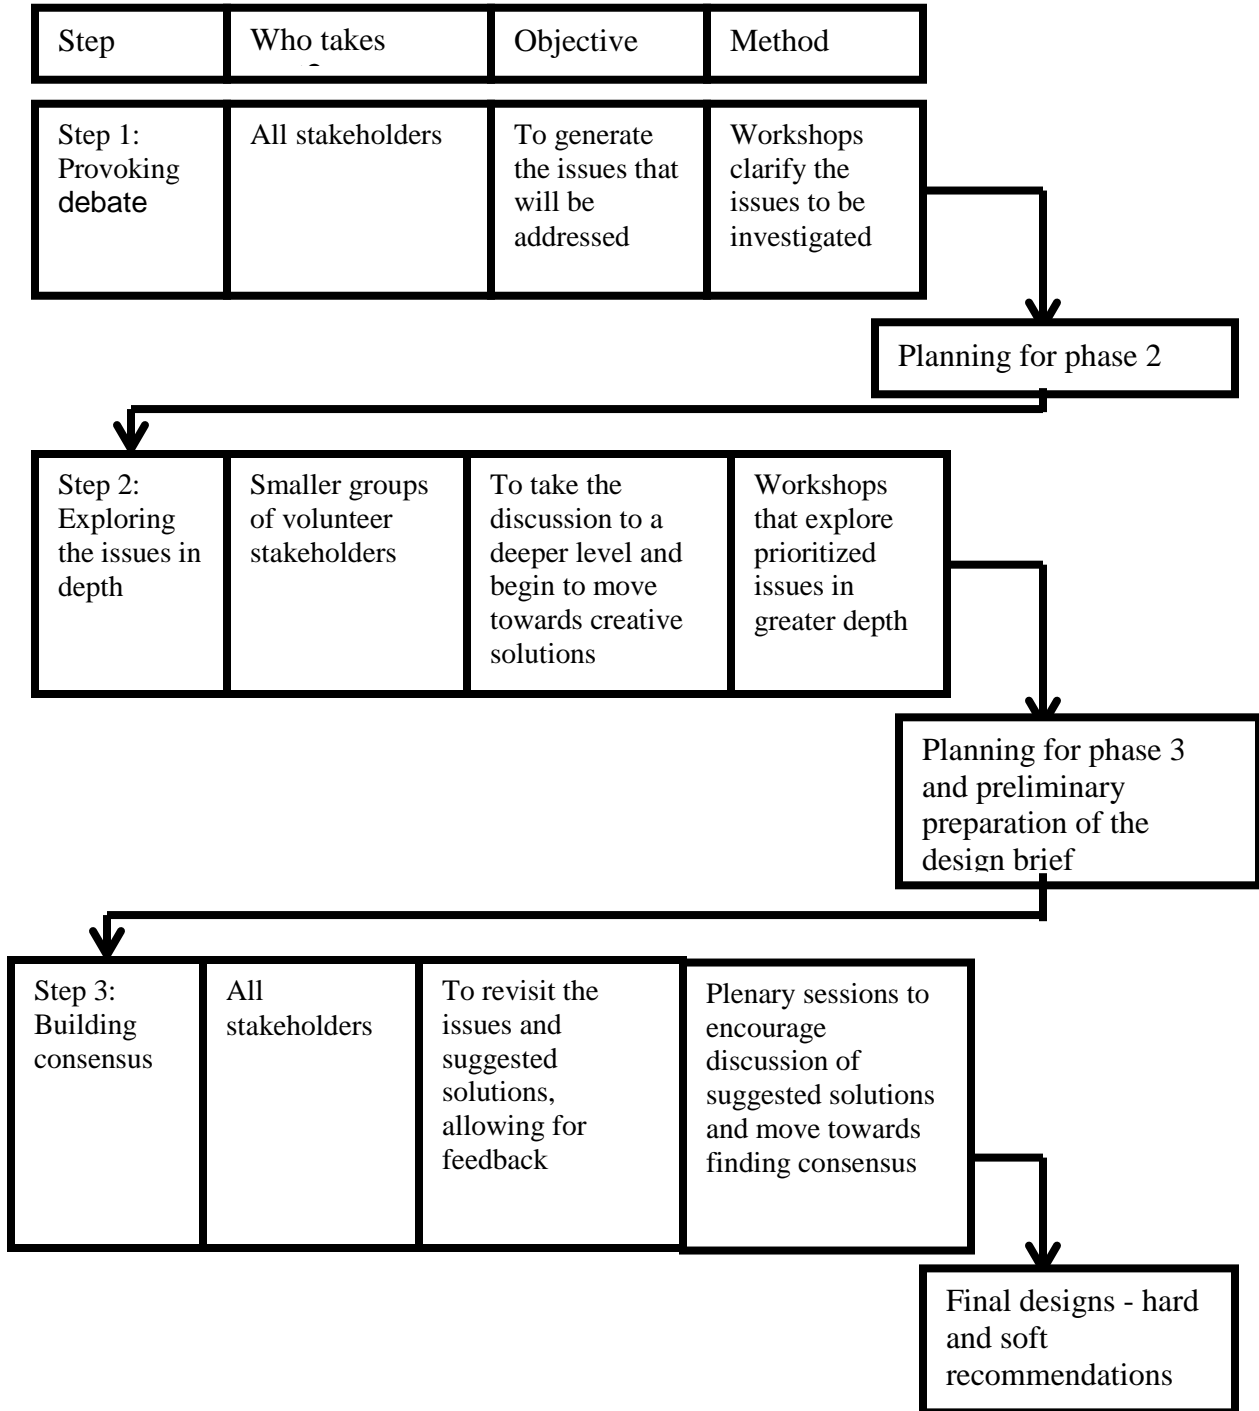 Step
Who takes
Objective
Method
Step 1:
Provoking
debate
All stakeholders
To generate
the issues that
will be
addressed
Workshops
clarify the
issues to be
investigated
Planning for phase 2
Step 2:
Exploring
the issues in
depth
Smaller groups
of volunteer
stakeholders
To take the
discussion to a
deeper level and
begin to move
towards creative
solutions
Workshops
that explore
prioritized
issues in
greater depth
Planning for phase 3
and preliminary
preparation of the
design brief
Step 3:
Building
consensus
All
stakeholders
To revisit the
issues and
suggested
solutions,
allowing for
feedback
Plenary sessions to
encourage
discussion of
suggested solutions
and move towards
finding consensus
Final designs - hard
and soft
recommendations